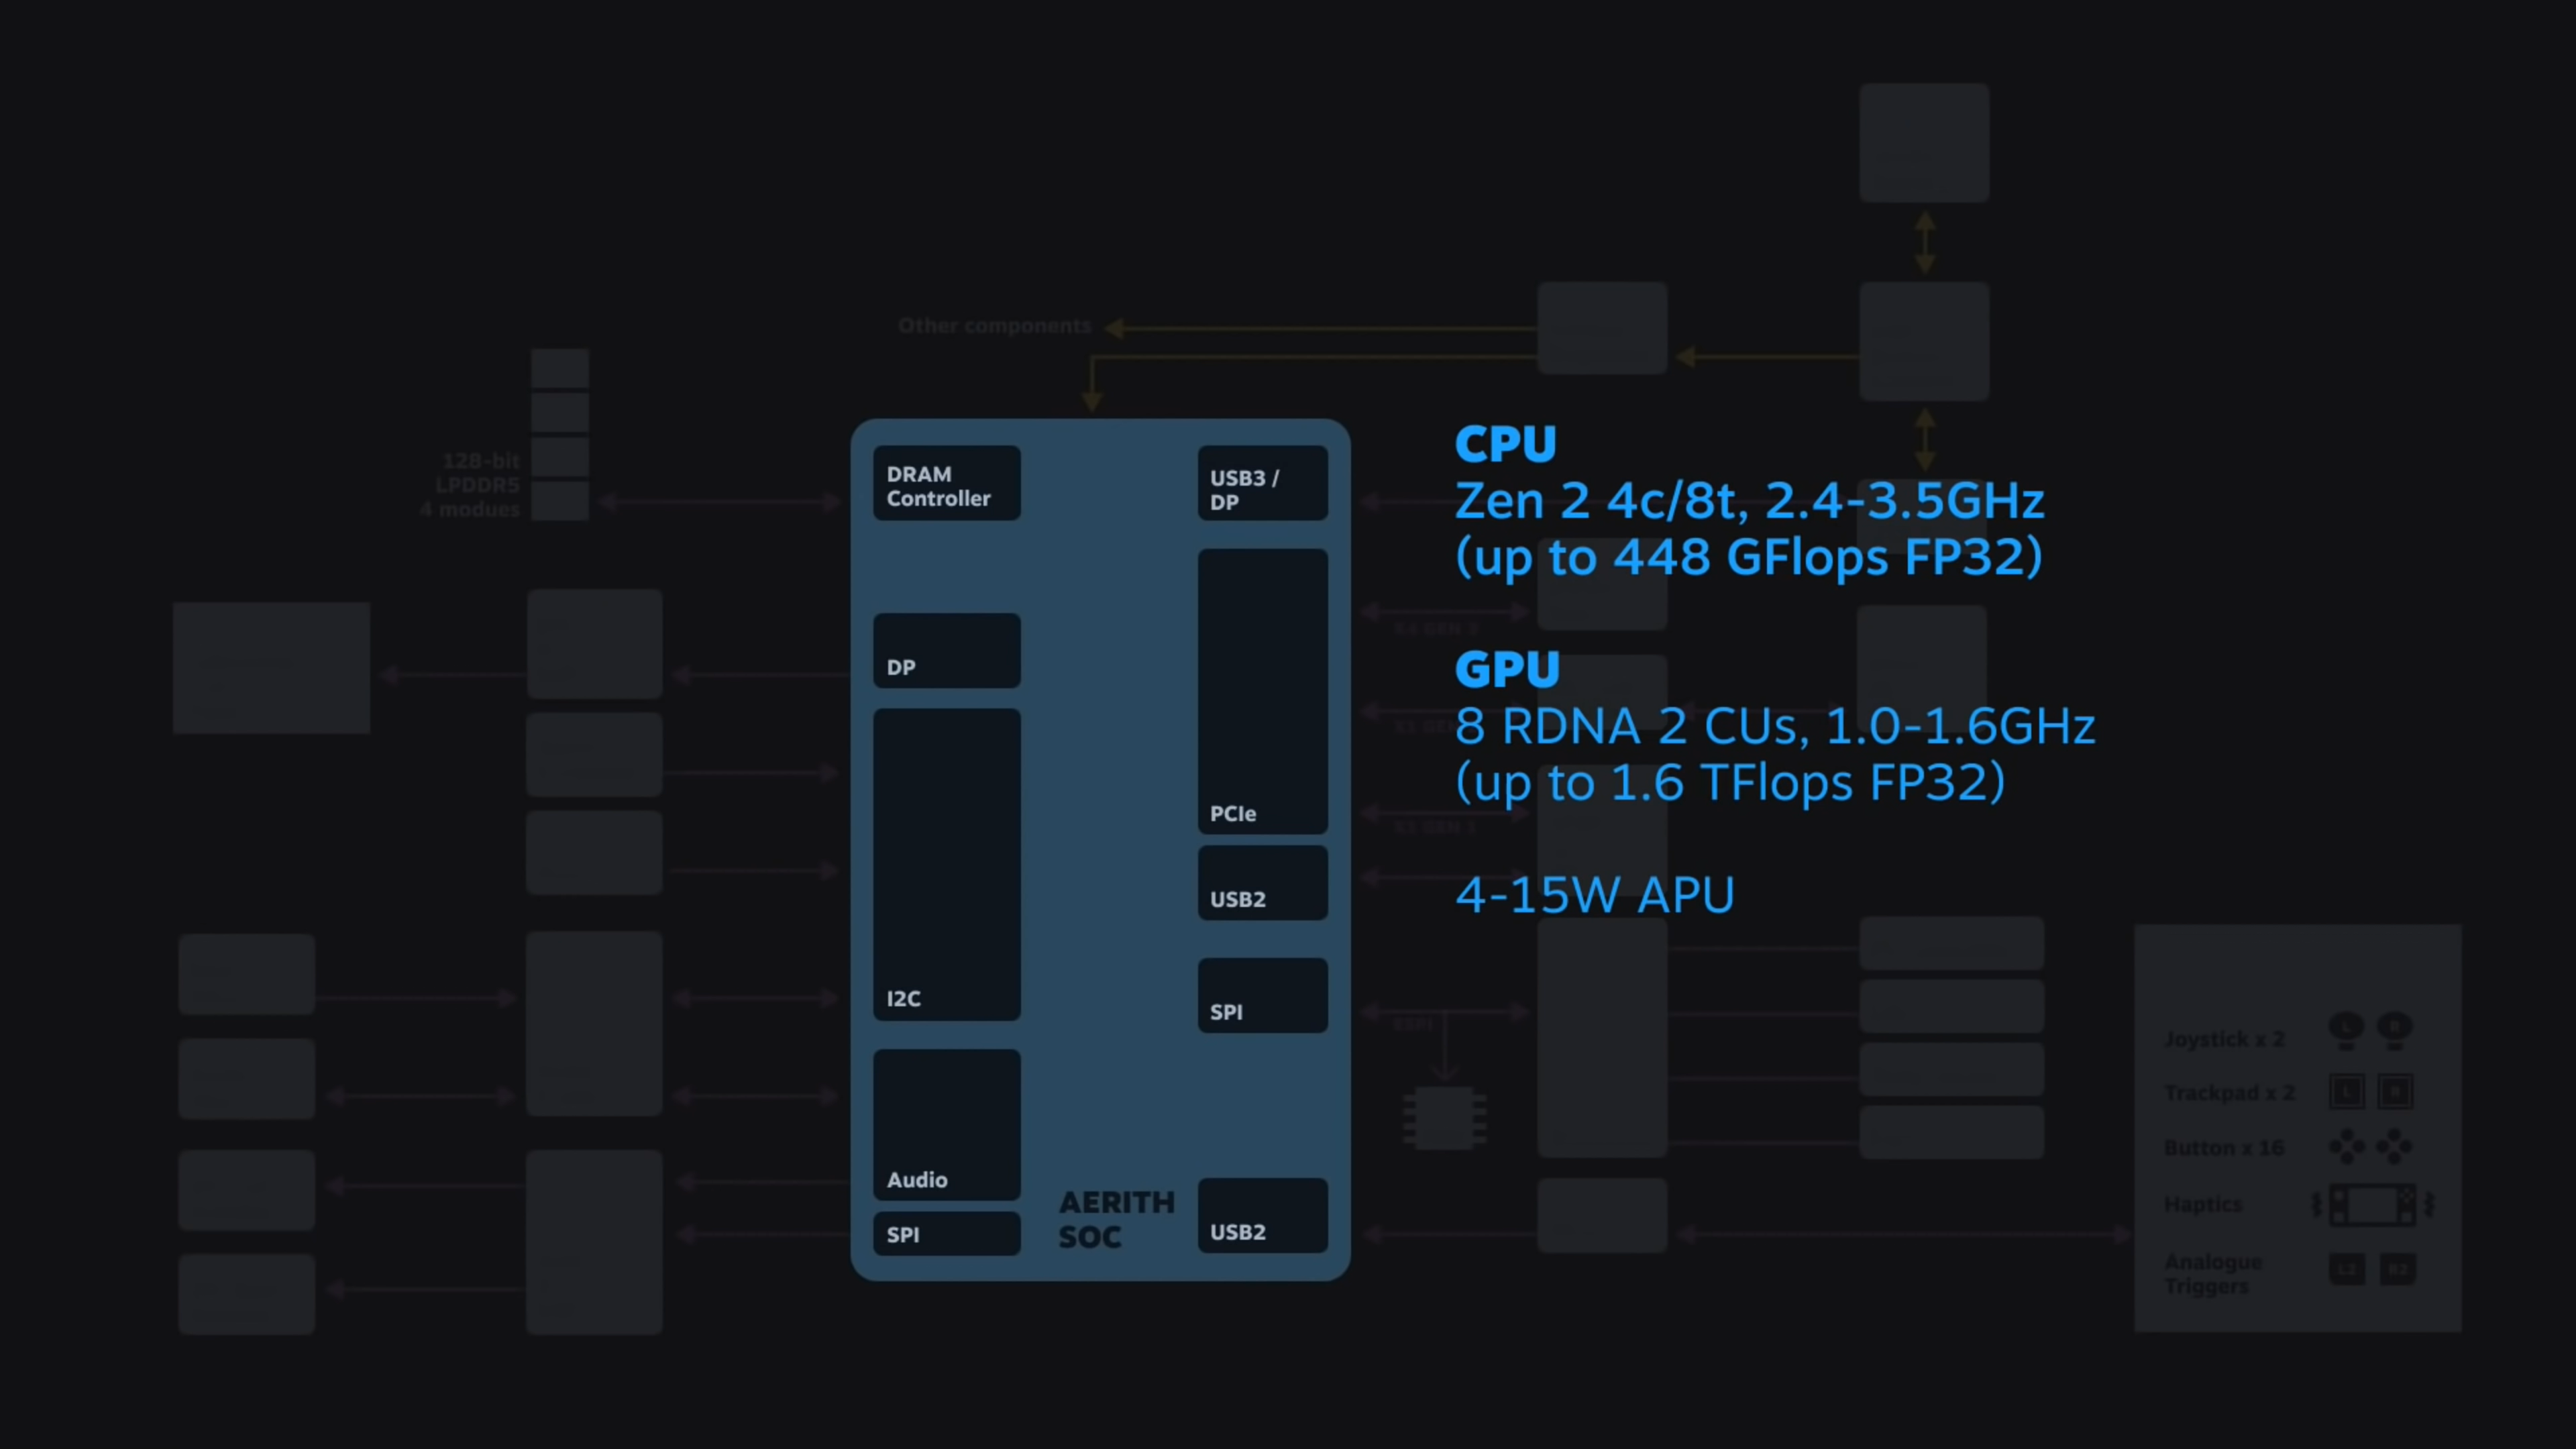 Other components
128-bit
LPDDR5
4 modues
DRAM
Controller
DP
I2C
Audio
SPI
AERITH
SOC
USB3 /
DP
PCIe
USB2
SPI
USB2
CPU
Zen 2 4c/8t, 2.4-3.5GHz
(up to 448 GFlops FP32)
GPU
8 RDNA 2 CUs, 1.0-1.6GHz
(up to 1.6 TFlops FP32)
4-15W APU
Joystick x 2
L R
Trackpad x 2
L R
Button x 16
Haptics
Analogue
Triggers
L2 R2